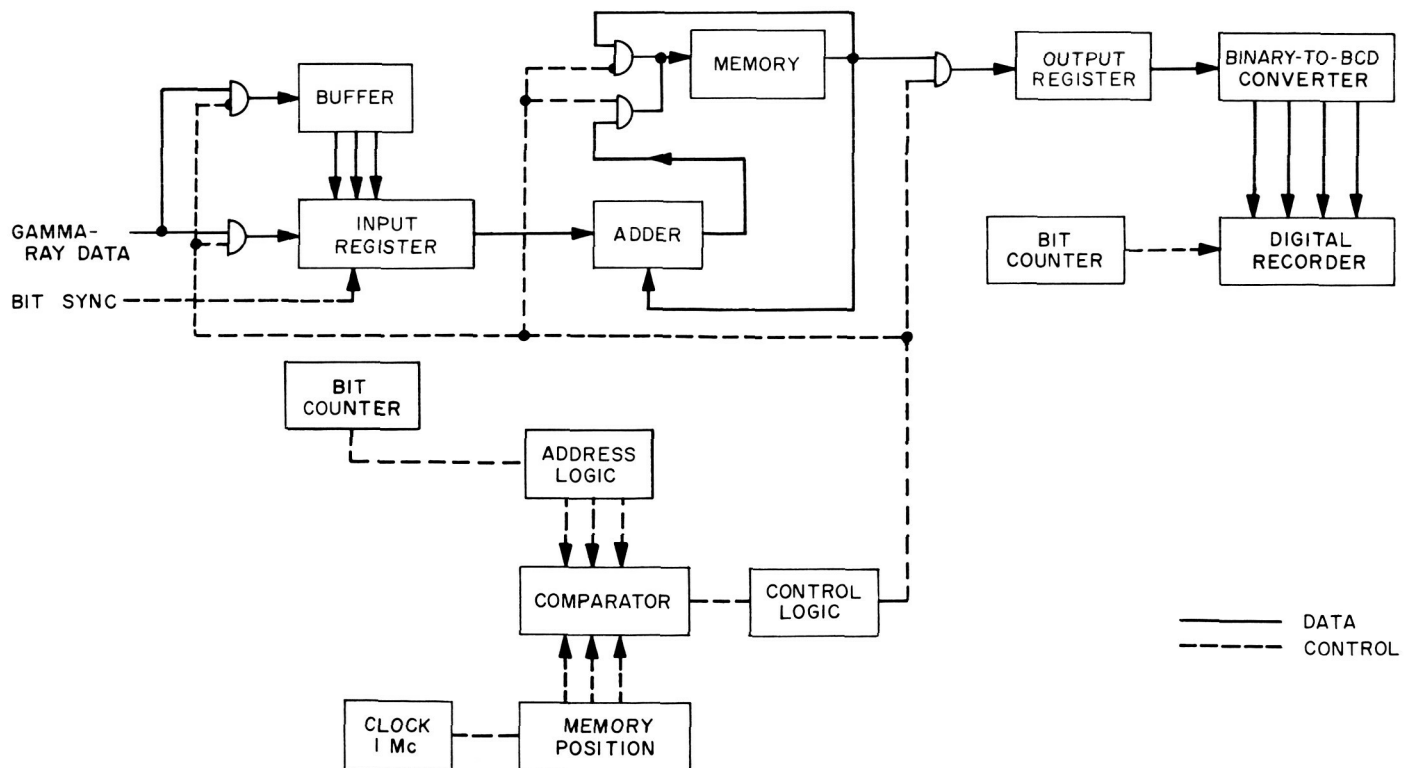 BUFFER
MEMORY
OUTPUT
REGISTER
BINARY-TO-BCD
CONVERTER
GAMMA-
RAY DATA
INPUT
REGISTER
ADDER
BIT
COUNTER
DIGITAL
RECORDER
BIT SYNC
BIT
COUNTER
ADDRESS
LOGIC
COMPARATOR
CONTROL
LOGIC
DATA
CONTROL
CLOCK
1 Mc
MEMORY
POSITION